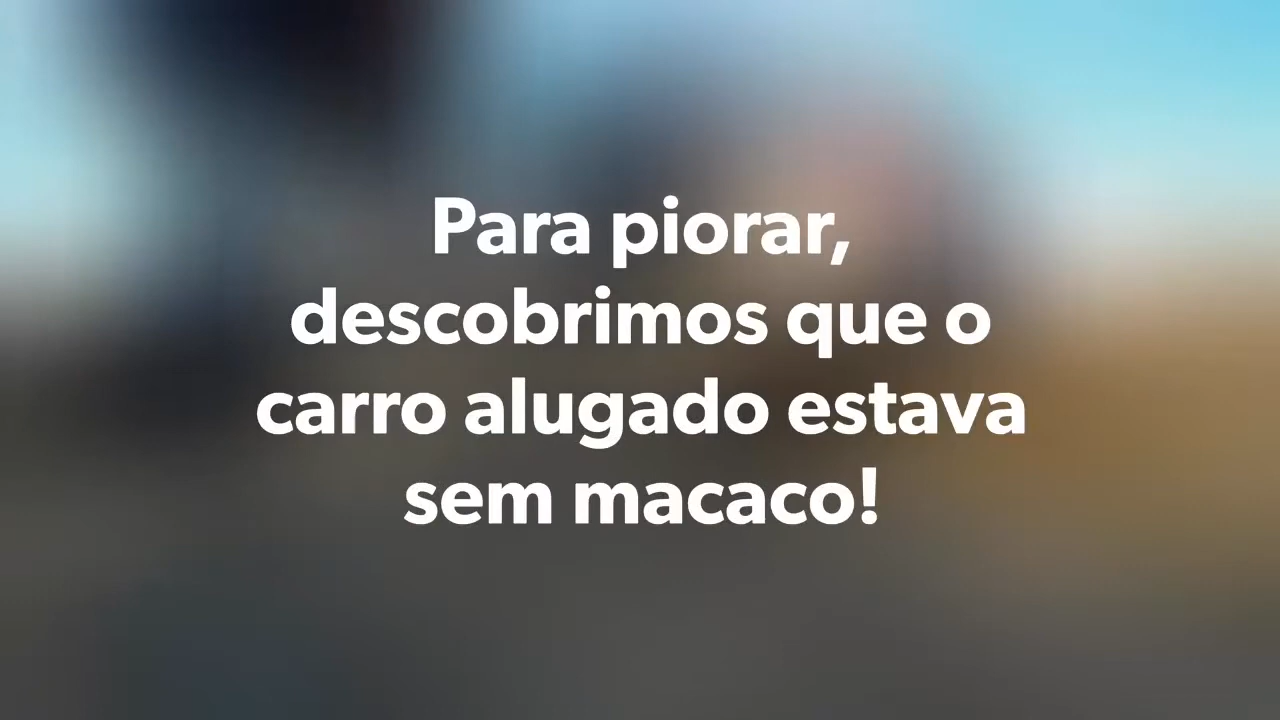 Para piorar,
descobrimos que o
carro alugado estava
sem macaco!